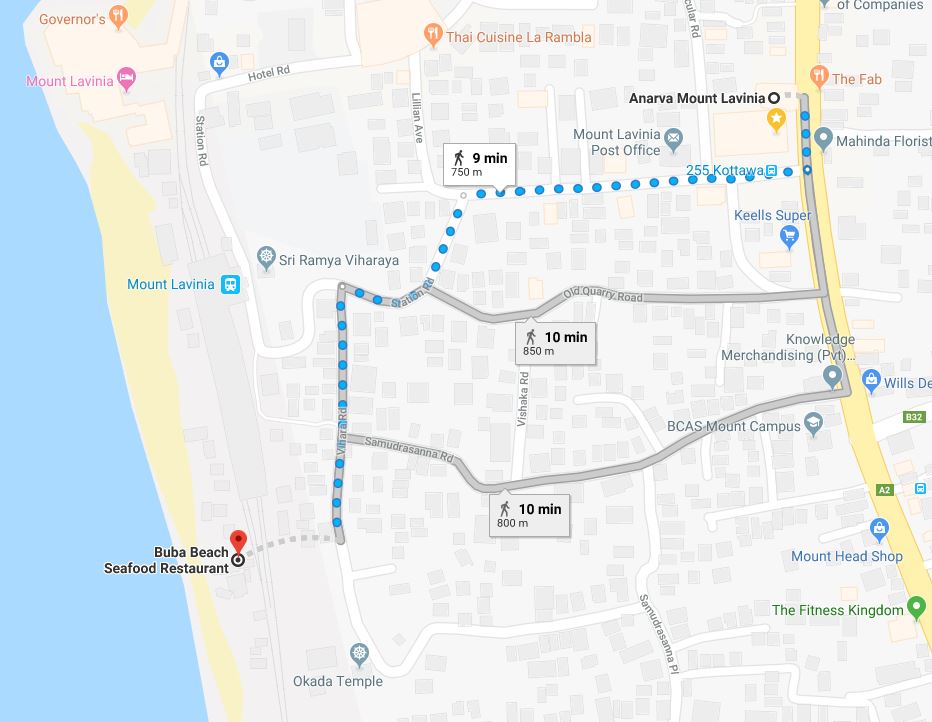 of Companies
Governor's
Thai Cuisine La Rambla
cular Rd
Hotel Rd
Mount Lavinia
The Fab
Anarva Mount Lavinia
Lillian Ave
Station Rd
Mount Lavinia
Post Office
Mahinda Florist
9 min
750 m
255 Kottawa
Keells Super
Sri Ramya Viharaya
Mount Lavinia
Station Rd
Old Quarry Road
10 min
850 m
Knowledge
Merchandising (Pvt)...
Wills De
Vishaka Rd
B32
BCAS Mount Campus
Vihara Rd
Samudrasanna Rd
A2
10 min
800 m
Buba Beach
Seafood Restaurant
Mount Head Shop
The Fitness Kingdom
Samudrasanna Pl
Okada Temple